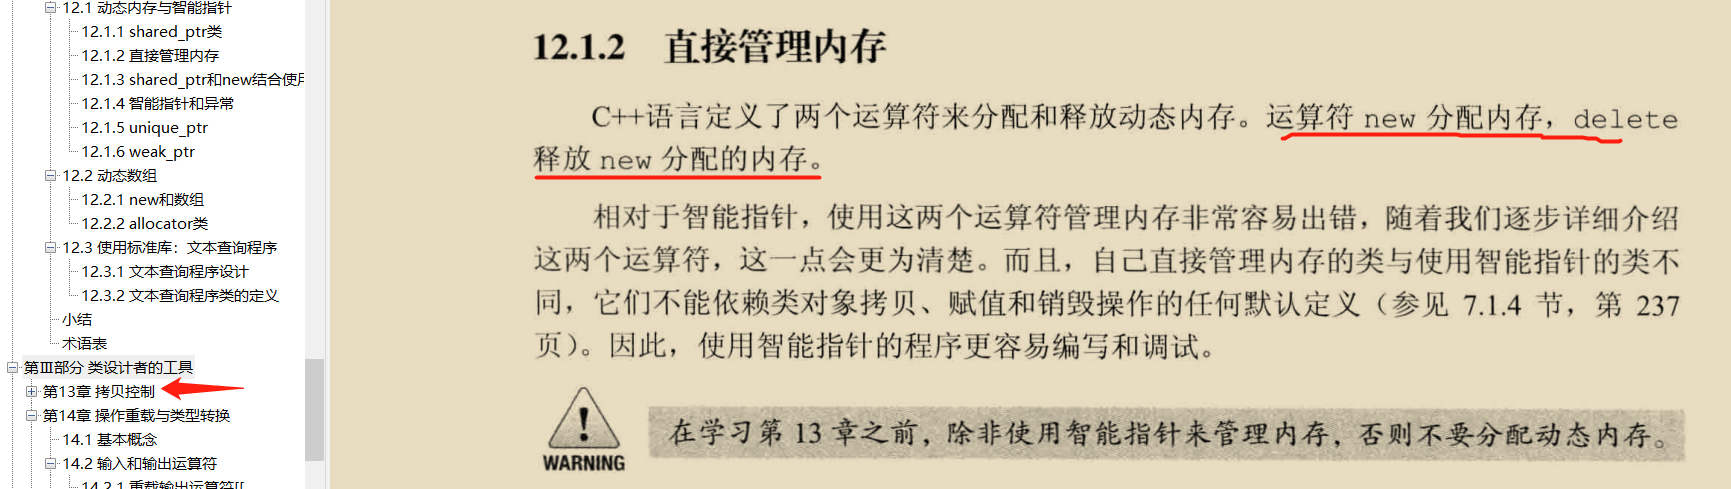 12.1 动态内存与智能指针
12.1.1 shared_ptr类
12.1.2 直接管理内存
12.1.3 shared_ptr和new结合使用
12.1.4 智能指针和异常
12.1.5 unique_ptr
12.1.6 weak_ptr
12.2 动态数组
12.2.1 new和数组
12.2.2 allocator类
12.3 使用标准库：文本查询程序
12.3.1 文本查询程序设计
12.3.2 文本查询程序类的定义
小结
术语表
第Ⅲ部分 类设计者的工具
第13章 拷贝控制
第14章 操作重载与类型转换
14.1 基本概念
14.2 输入和输出运算符
14.2.1 重载输出运算符[[
12.1.2 直接管理内存
C++语言定义了两个运算符来分配和释放动态内存。运算符 new 分配内存，delete
释放 new 分配的内存。
相对于智能指针，使用这两个运算符管理内存非常容易出错，随着我们逐步详细介绍
这两个运算符，这一点会更为清楚。而且，自己直接管理内存的类与使用智能指针的类不
同，它们不能依赖类对象拷贝、赋值和销毁操作的任何默认定义（参见 7.1.4 节，第 237
页）。因此，使用智能指针的程序更容易编写和调试。
WARNING
在学习第 13 章之前，除非使用智能指针来管理内存，否则不要分配动态内存。